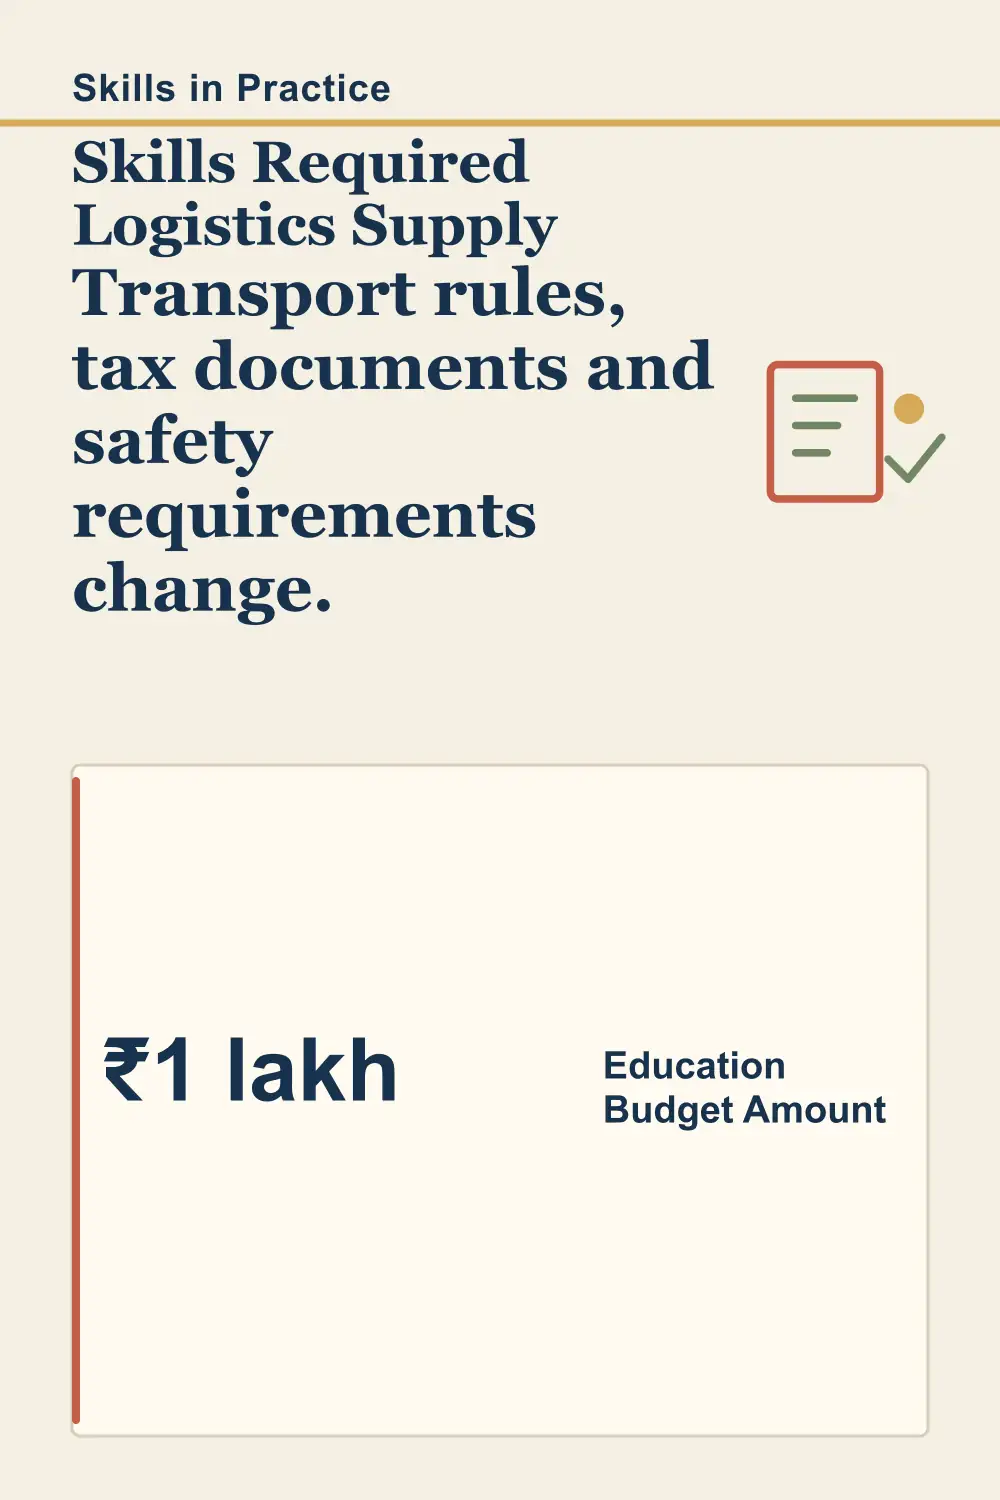 Skills in Practice
Skills Required
Logistics Supply
Transport rules,
tax documents and
safety
requirements
change.
₹1 lakh
Education
Budget Amount